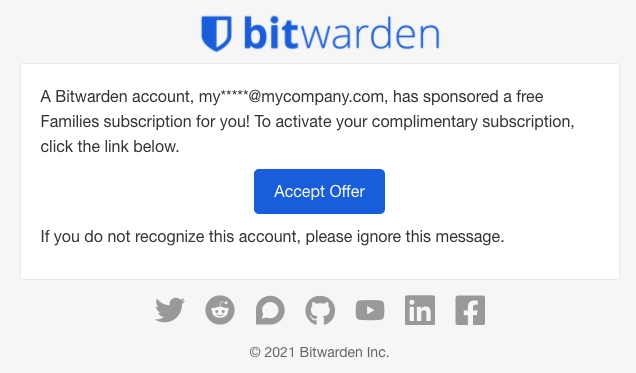 bitwarden
A Bitwarden account, my*****@mycompany.com, has sponsored a free
Families subscription for you! To activate your complimentary subscription,
click the link below.
Accept Offer
If you do not recognize this account, please ignore this message.
© 2021 Bitwarden Inc.